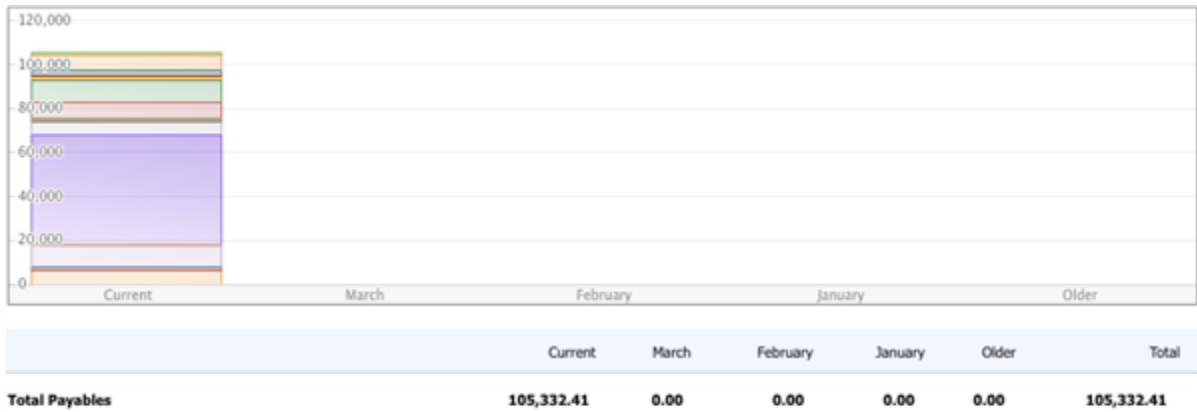 120,000
100,000
80,000
60,000
40,000
20,000
0
Current March February January Older
Current March February January Older Total
Total Payables 105,332.41 0.00 0.00 0.00 0.00 105,332.41